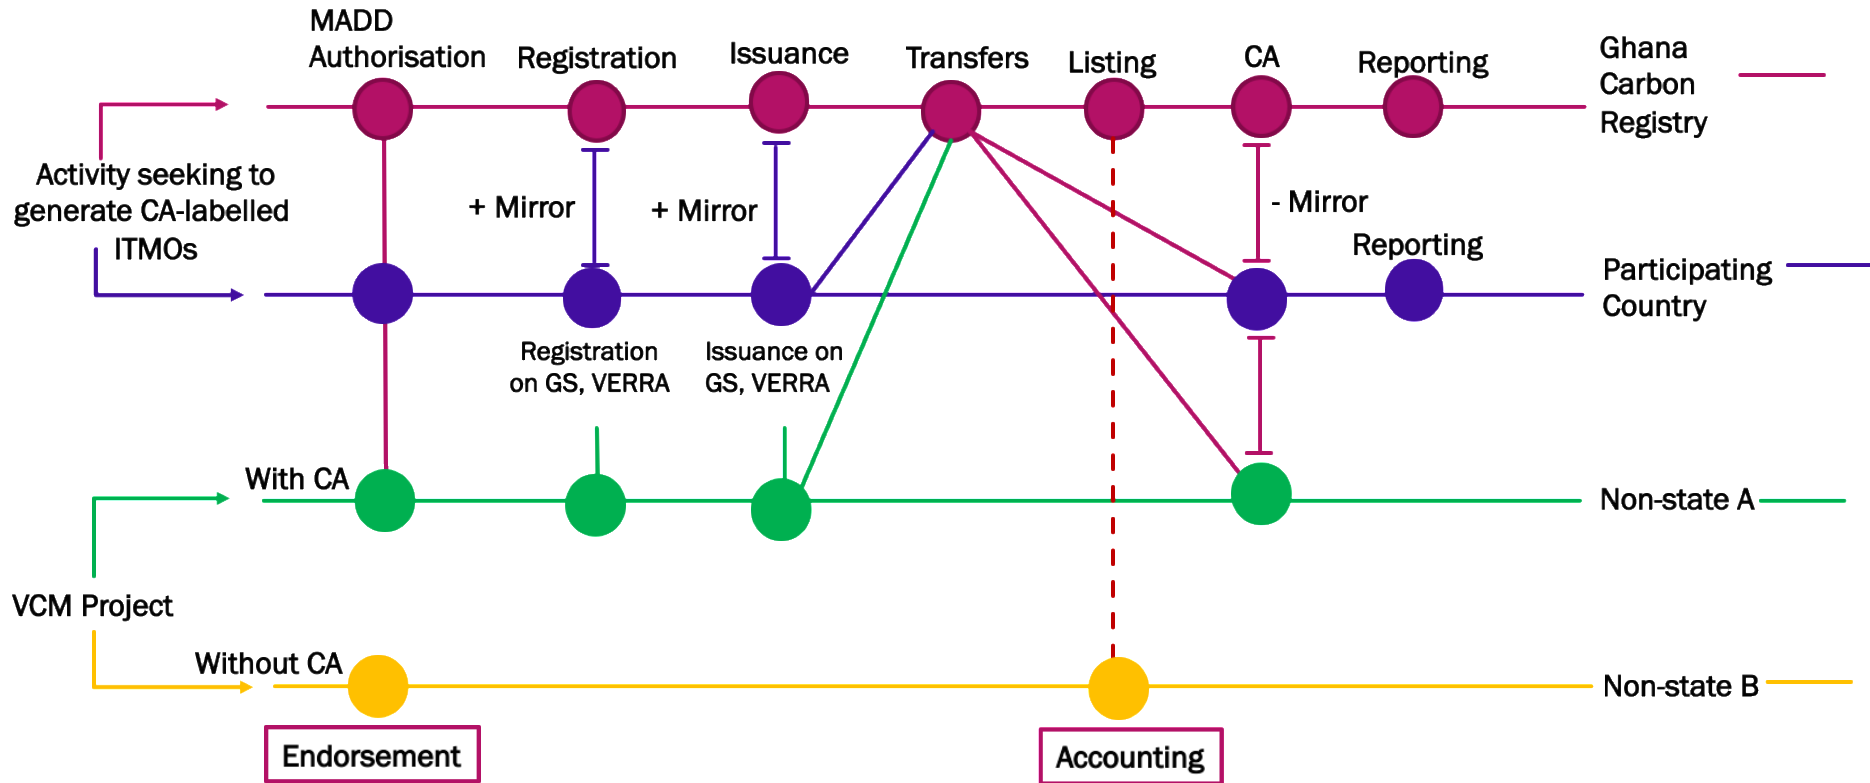 MADD
Authorisation
Registration
Issuance
Transfers
Listing
CA
Reporting
Ghana
Carbon
Registry
Activity seeking to
generate CA-labelled
ITMOs
+ Mirror
+ Mirror
- Mirror
Reporting
Participating
Country
Registration
on GS, VERRA
Issuance on
GS, VERRA
With CA
Non-state A
VCM Project
Without CA
Non-state B
Endorsement
Accounting